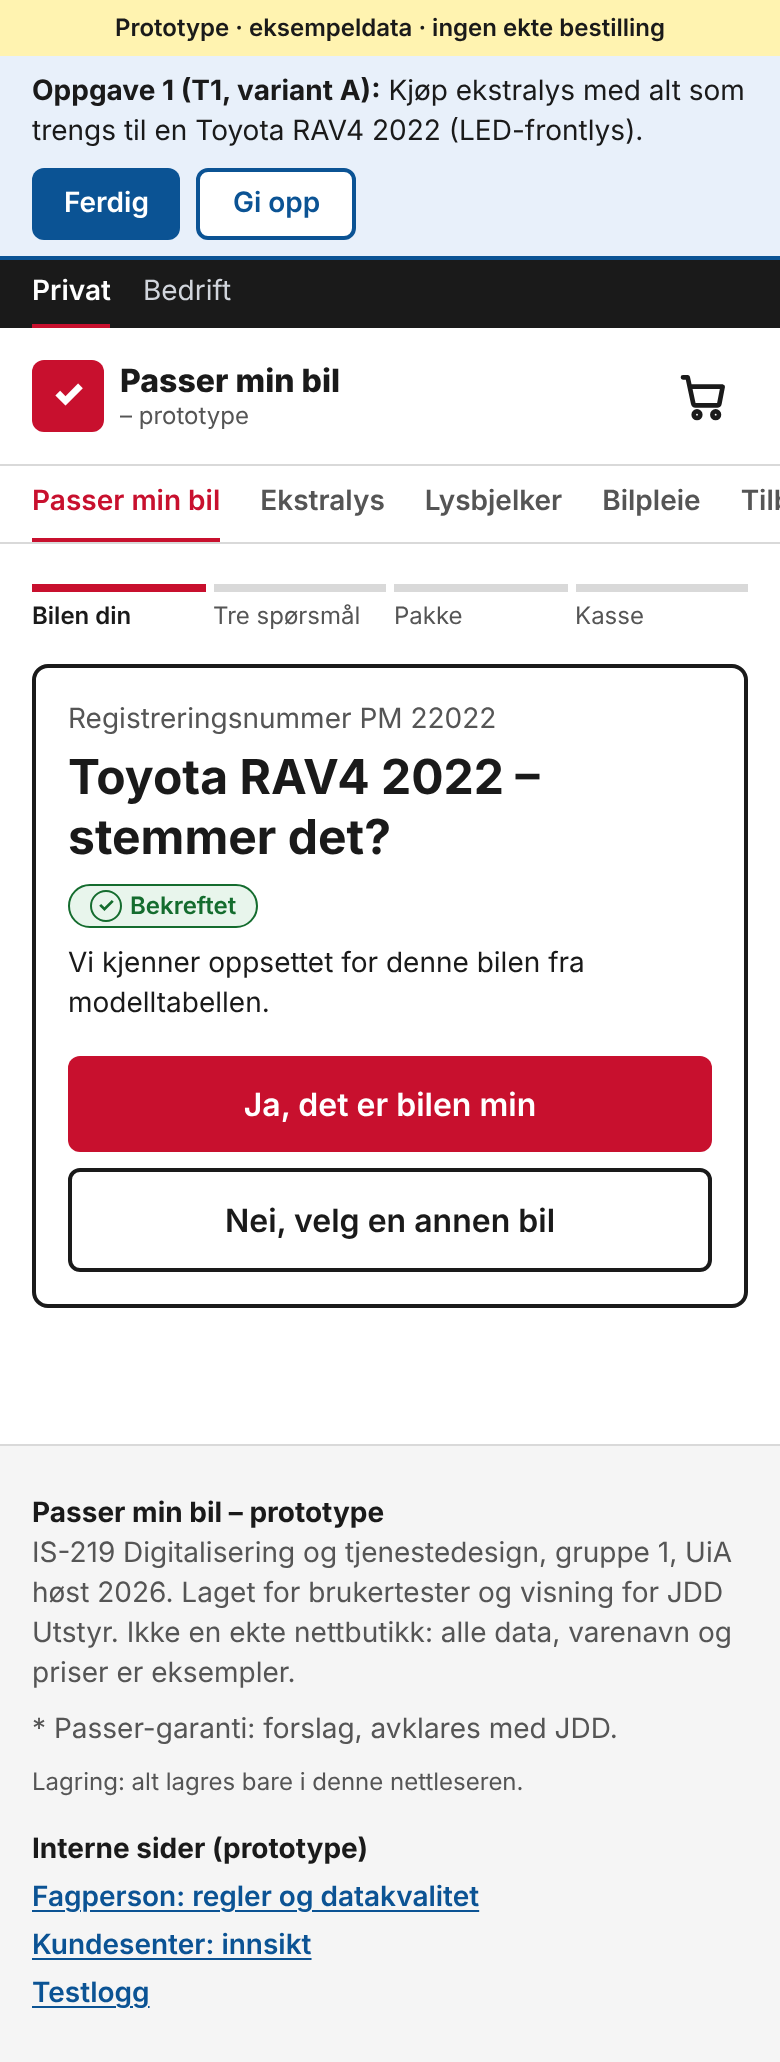 Prototype · eksempeldata · ingen ekte bestilling
Oppgave 1 (T1, variant A): Kjøp ekstralys med alt som
trengs til en Toyota RAV4 2022 (LED-frontlys).
Ferdig
Gi opp
Privat
Bedrift
Passer min bil
– prototype
Passer min bil
Ekstralys
Lysbjelker
Bilpleie
Bilen din
Tre spørsmål
Pakke
Kasse
Registreringsnummer PM 22022
Toyota RAV4 2022 –
stemmer det?
Bekreftet
Vi kjenner oppsettet for denne bilen fra
modelltabellen.
Ja, det er bilen min
Nei, velg en annen bil
Passer min bil – prototype
IS-219 Digitalisering og tjenestedesign, gruppe 1, UiA
høst 2026. Laget for brukertester og visning for JDD
Utstyr. Ikke en ekte nettbutikk: alle data, varenavn og
priser er eksempler.
* Passer-garanti: forslag, avklares med JDD.
Lagring: alt lagres bare i denne nettleseren.
Interne sider (prototype)
Fagperson: regler og datakvalitet
Kundesenter: innsikt
Testlogg